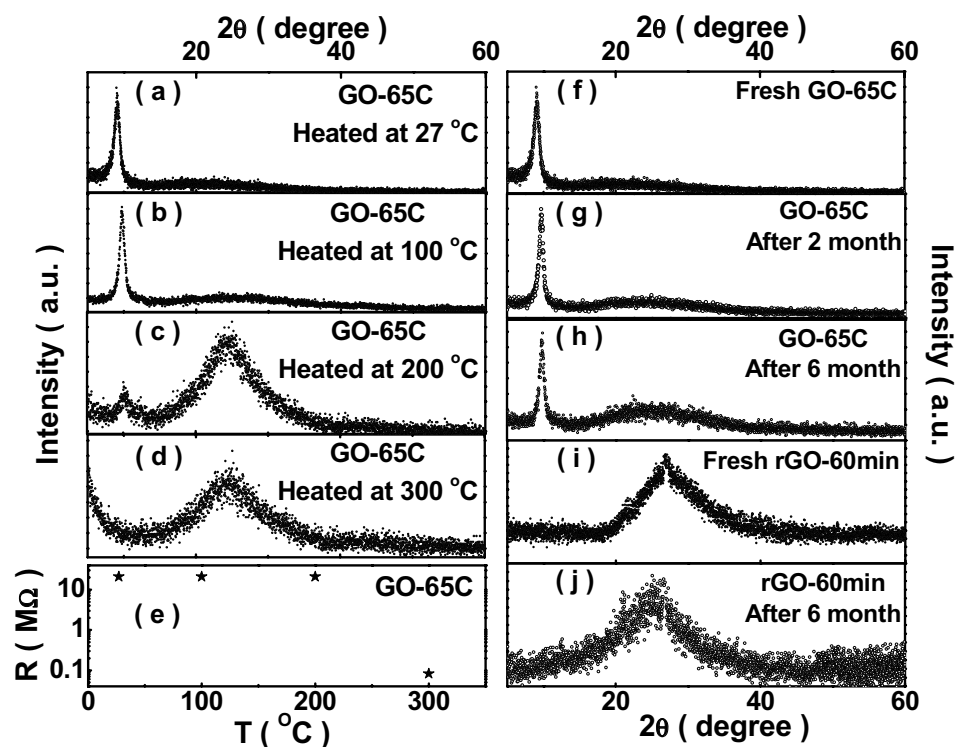 2θ ( degree )
2θ ( degree )
20
40
60
20
40
60
( a )
GO-65C
Heated at 27 °C
( b )
GO-65C
Heated at 100 °C
( c )
GO-65C
Heated at 200 °C
( d )
GO-65C
Heated at 300 °C
Intensity ( a.u. )
( e )
GO-65C
R ( MΩ )
10
1
0.1
0
100
200
300
T ( °C )
( f )
Fresh GO-65C
( g )
GO-65C
After 2 month
( h )
GO-65C
After 6 month
( i )
Fresh rGO-60min
( j )
rGO-60min
After 6 month
Intensity ( a.u. )
20
40
60
2θ ( degree )